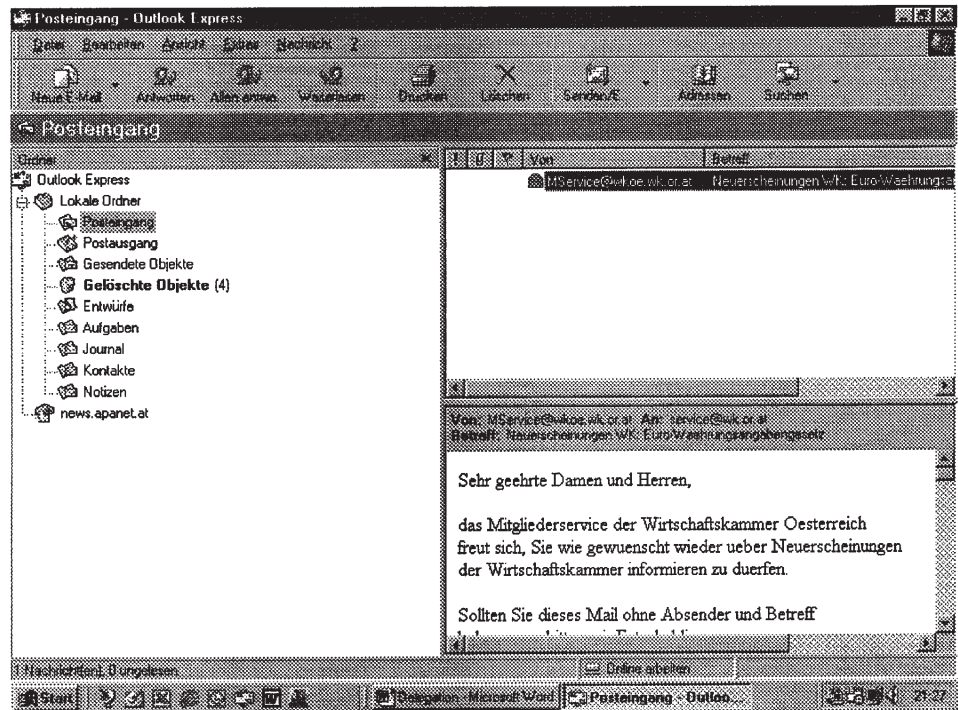 Posteingang - Outlook Express
Datei Bearbeiten Ansicht Extras Nachricht ?
Neue E-Mail Antworten Allen antwo... Weiterleiten Drucken Löschen Senden/E... Adressen Suchen
Posteingang
Ordner
Outlook Express
Lokale Ordner
Posteingang
Postausgang
Gesendete Objekte
Gelöschte Objekte (4)
Entwürfe
Aufgaben
Journal
Kontakte
Notizen
news.apanet.at
! Von Betreff
MService@wkoe.wk.or.at Neuerscheinungen WK: Euro-Waehrungsa
Von: MService@wkoe.wk.or.at An: service@wk.or.at
Betreff: Neuerscheinungen WK: Euro-Waehrungsangabengesetz
Sehr geehrte Damen und Herren,
das Mitgliederservice der Wirtschaftskammer Oesterreich
freut sich, Sie wie gewuenscht wieder ueber Neuerscheinungen
der Wirtschaftskammer informieren zu duerfen.
Sollten Sie dieses Mail ohne Absender und Betreff
1 Nachricht(en), 0 ungelesen Online arbeiten
Start Delegation - Microsoft Word Posteingang - Outloo... 21:27